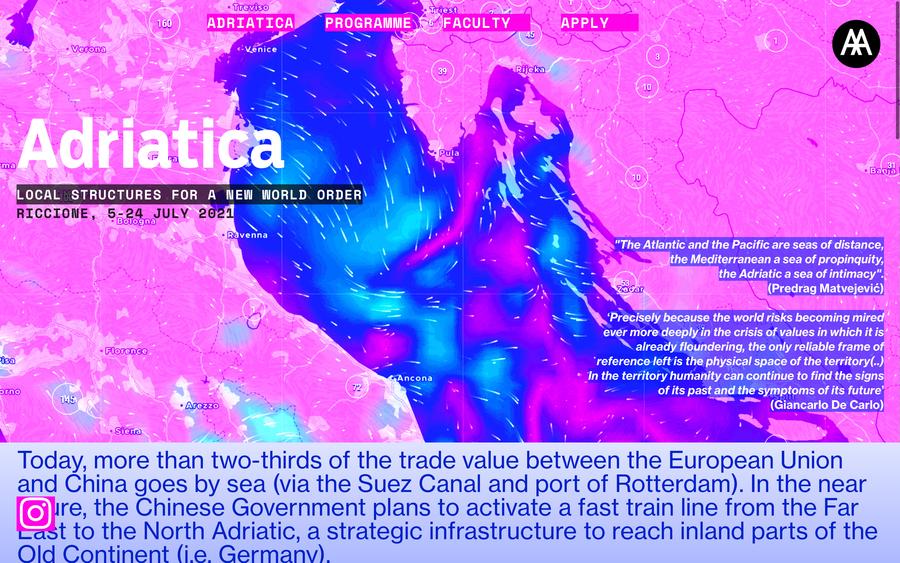 ADRIATICA PROGRAMME FACULTY APPLY
Treviso
Triest
160
45
Verona
Venice
1
3
39
Rijeka
10
AA
Adriatica
Pula
31
10
LOCAL STRUCTURES FOR A NEW WORLD ORDER
RICCIONE, 5-24 JULY 2021
Bologna
Ravenna
"The Atlantic and the Pacific are seas of distance,
the Mediterranean a sea of propinquity,
the Adriatic a sea of intimacy".
(Predrag Matvejević)
Zadar
'Precisely because the world risks becoming mired
ever more deeply in the crisis of values in which it is
already floundering, the only reliable frame of
reference left is the physical space of the territory(..)
In the territory humanity can continue to find the signs
of its past and the symptoms of its future'
(Giancarlo De Carlo)
Florence
Ancona
72
145
Arezzo
Siena
Today, more than two-thirds of the trade value between the European Union
and China goes by sea (via the Suez Canal and port of Rotterdam). In the near
ure, the Chinese Government plans to activate a fast train line from the Far
East to the North Adriatic, a strategic infrastructure to reach inland parts of the
Old Continent (i.e. Germany).